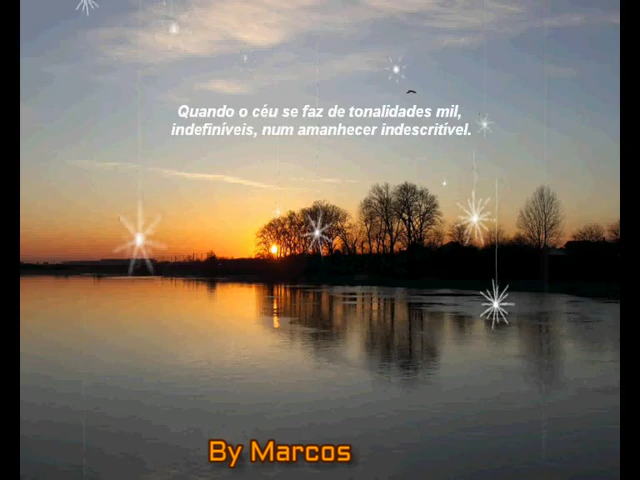 Quando o céu se faz de tonalidades mil,
indefiníveis, num amanhecer indescritível.
By Marcos